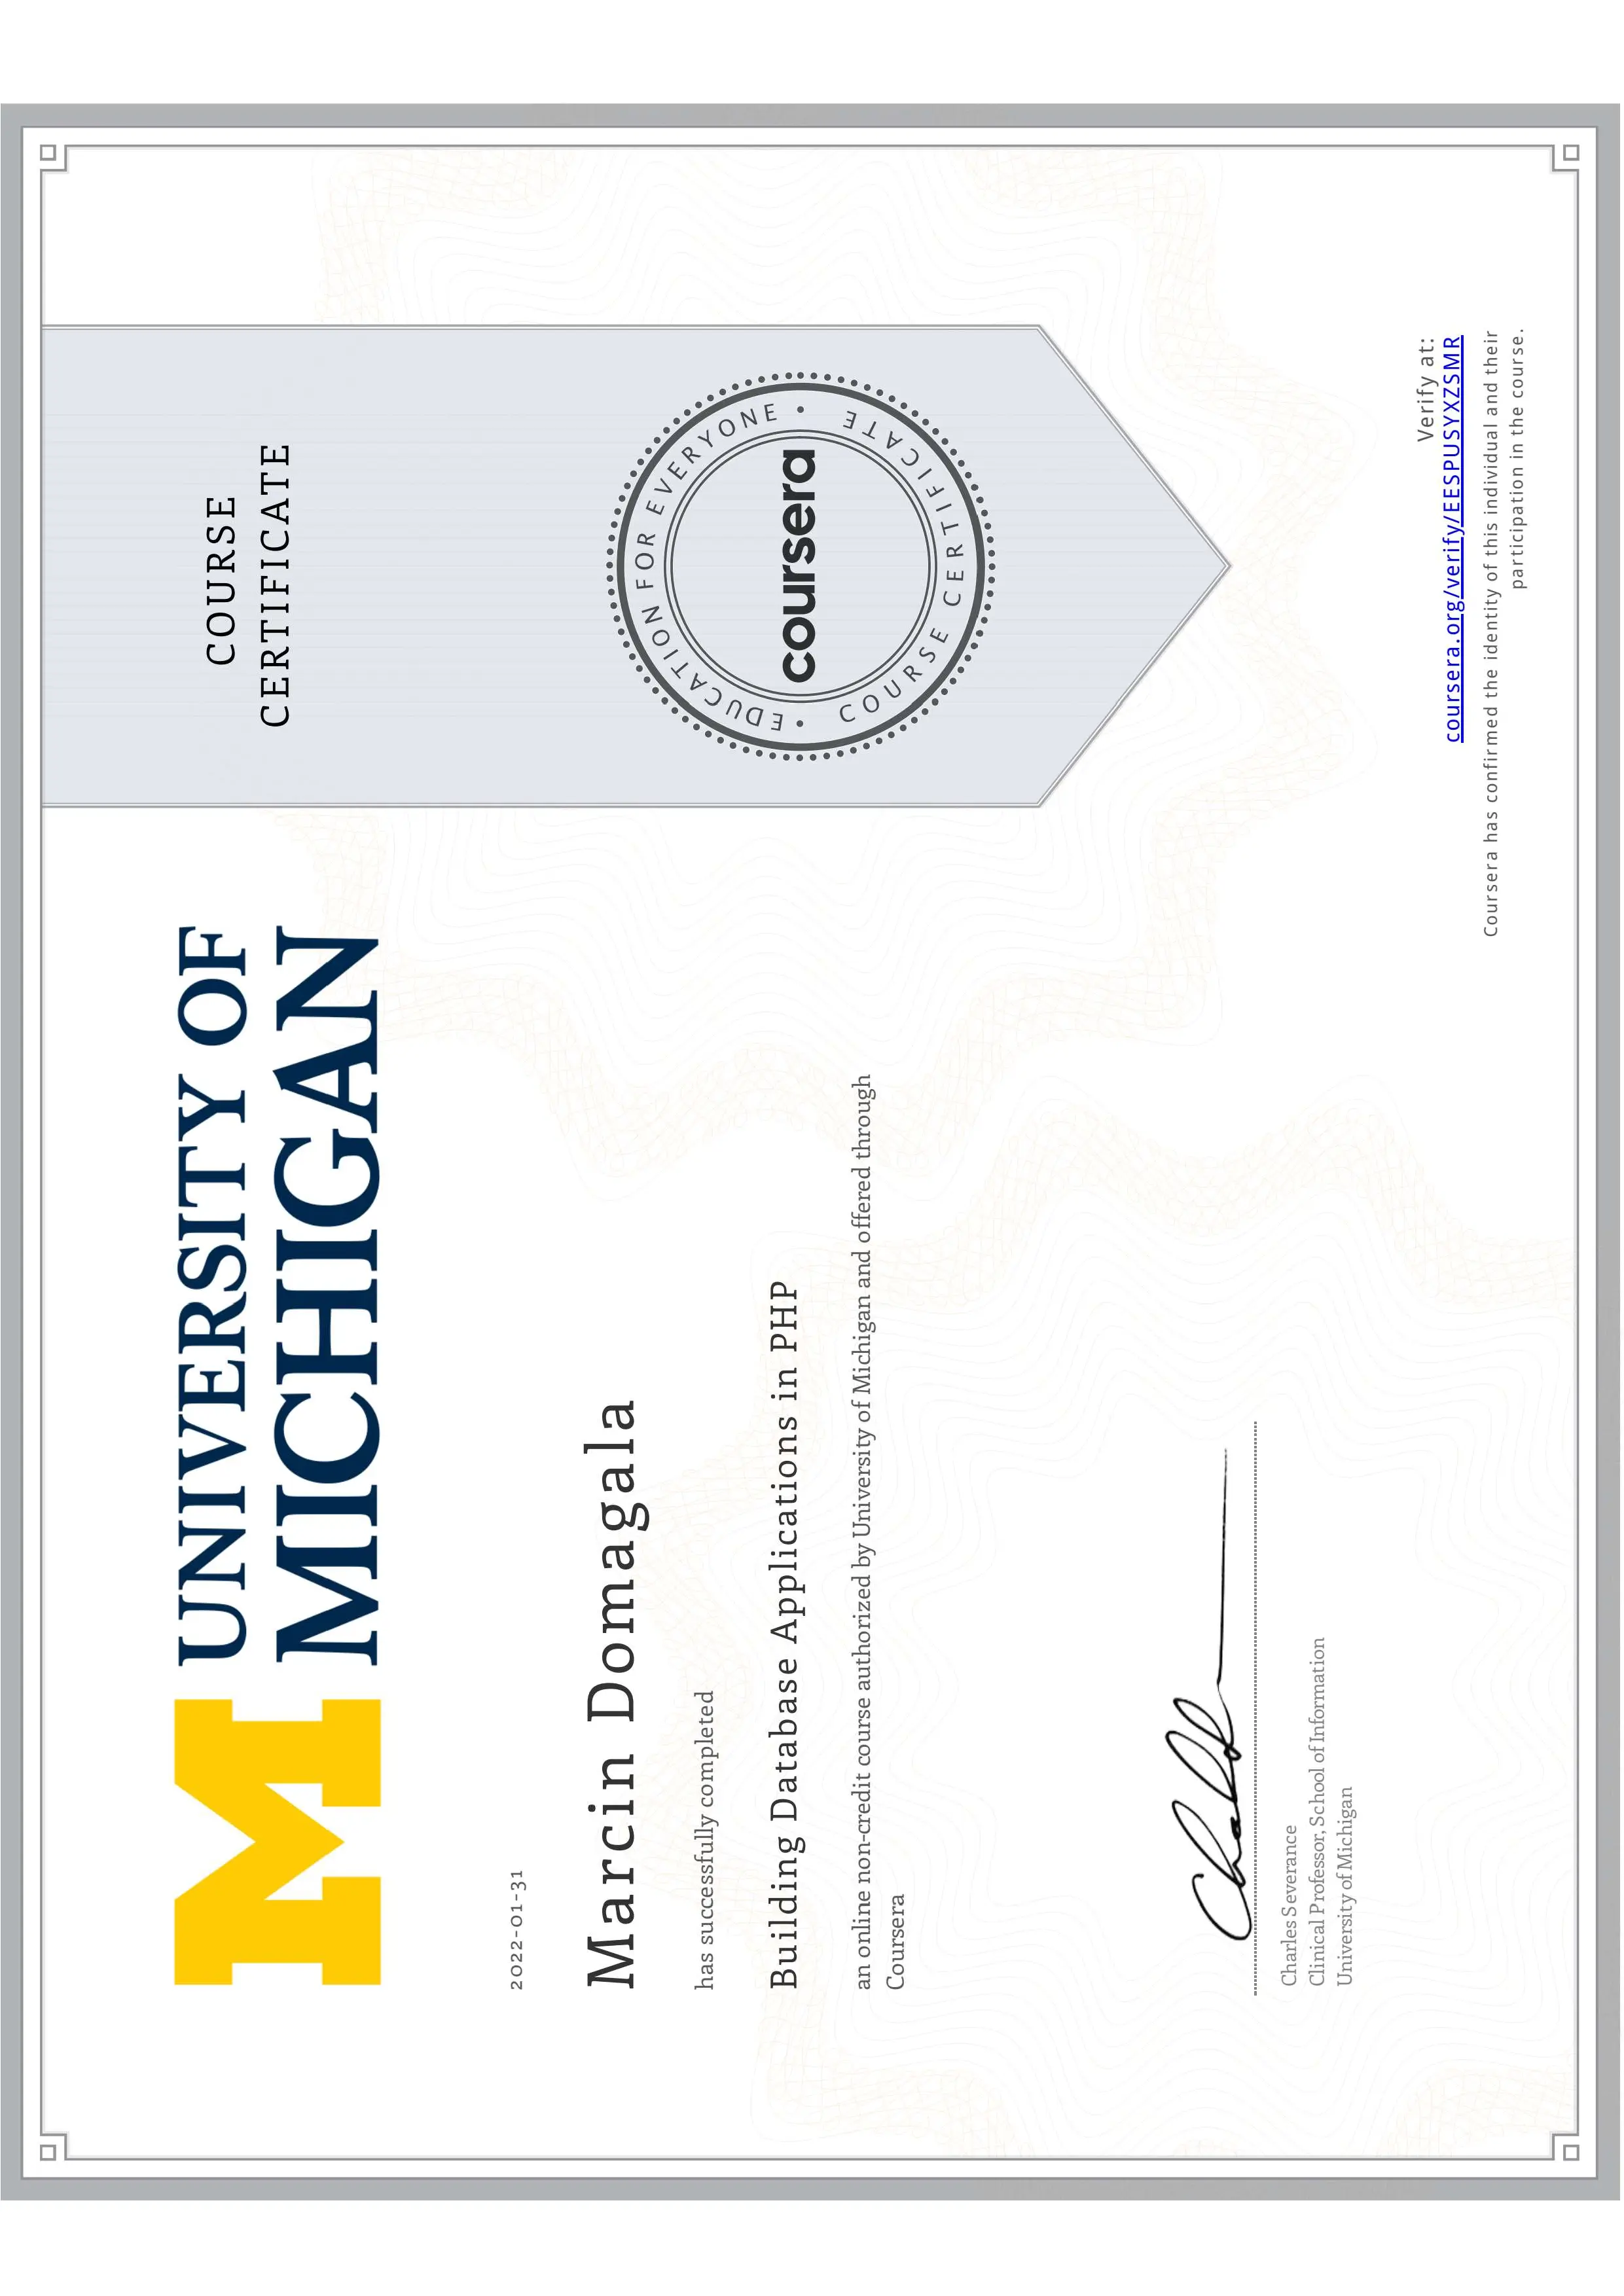 UNIVERSITY OF
MICHIGAN
COURSE
CERTIFICATE
2022-01-31
Marcin Domagala
has successfully completed
Building Database Applications in PHP
an online non-credit course authorized by University of Michigan and offered through
Coursera
EDUCATION FOR EVERYONE
coursera
COURSE CERTIFICATE
Charles Severance
Clinical Professor, School of Information
University of Michigan
Verify at:
coursera.org/verify/EESPUSYXZSMR
Coursera has confirmed the identity of this individual and their
participation in the course.